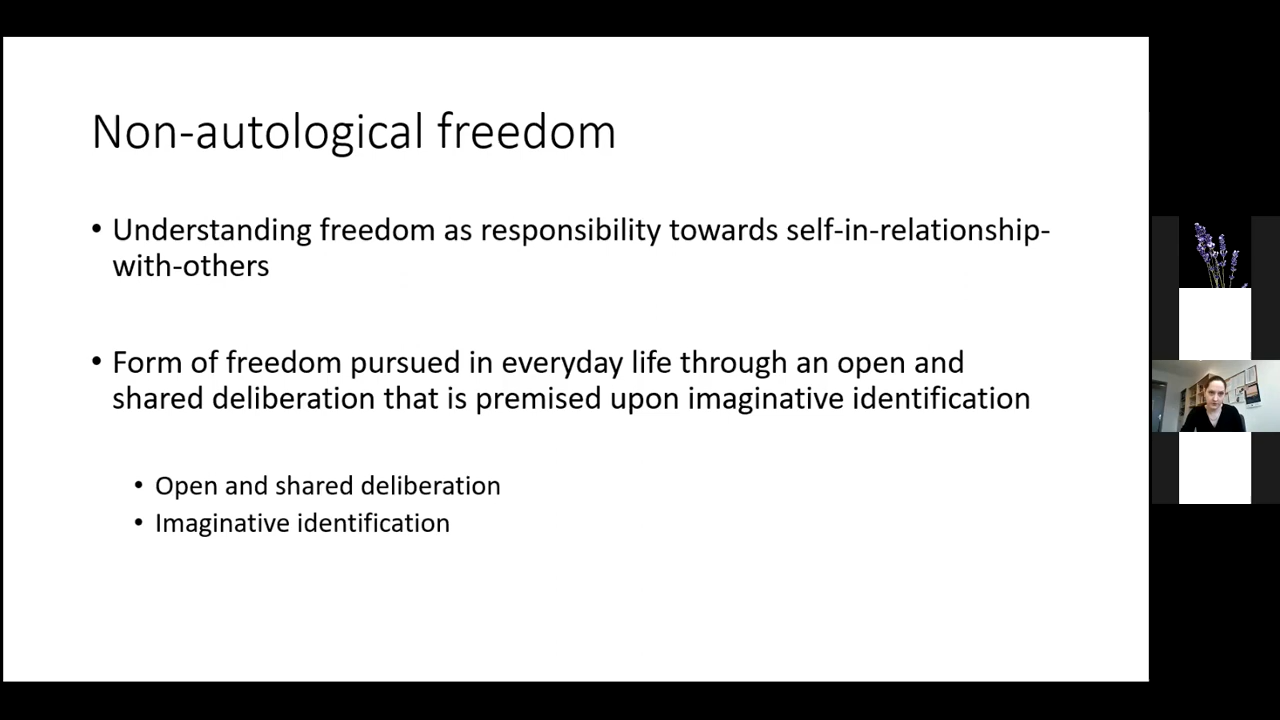 Non-autological freedom
• Understanding freedom as responsibility towards self-in-relationship-
with-others
• Form of freedom pursued in everyday life through an open and
shared deliberation that is premised upon imaginative identification
• Open and shared deliberation
• Imaginative identification